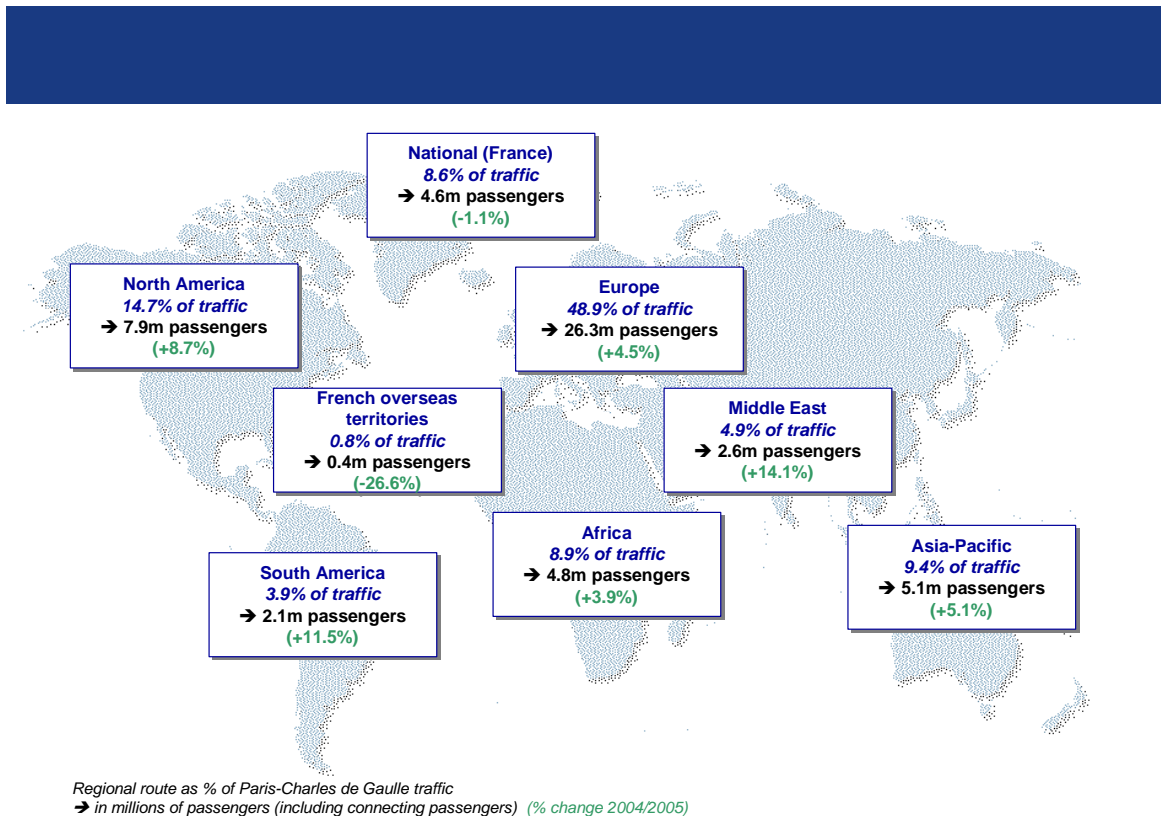 National (France)
8.6% of traffic
➔ 4.6m passengers
(-1.1%)
North America
14.7% of traffic
➔ 7.9m passengers
(+8.7%)
Europe
48.9% of traffic
➔ 26.3m passengers
(+4.5%)
French overseas
territories
0.8% of traffic
➔ 0.4m passengers
(-26.6%)
Middle East
4.9% of traffic
➔ 2.6m passengers
(+14.1%)
Africa
8.9% of traffic
➔ 4.8m passengers
(+3.9%)
Asia-Pacific
9.4% of traffic
➔ 5.1m passengers
(+5.1%)
South America
3.9% of traffic
➔ 2.1m passengers
(+11.5%)
Regional route as % of Paris-Charles de Gaulle traffic
➔ in millions of passengers (including connecting passengers) (% change 2004/2005)